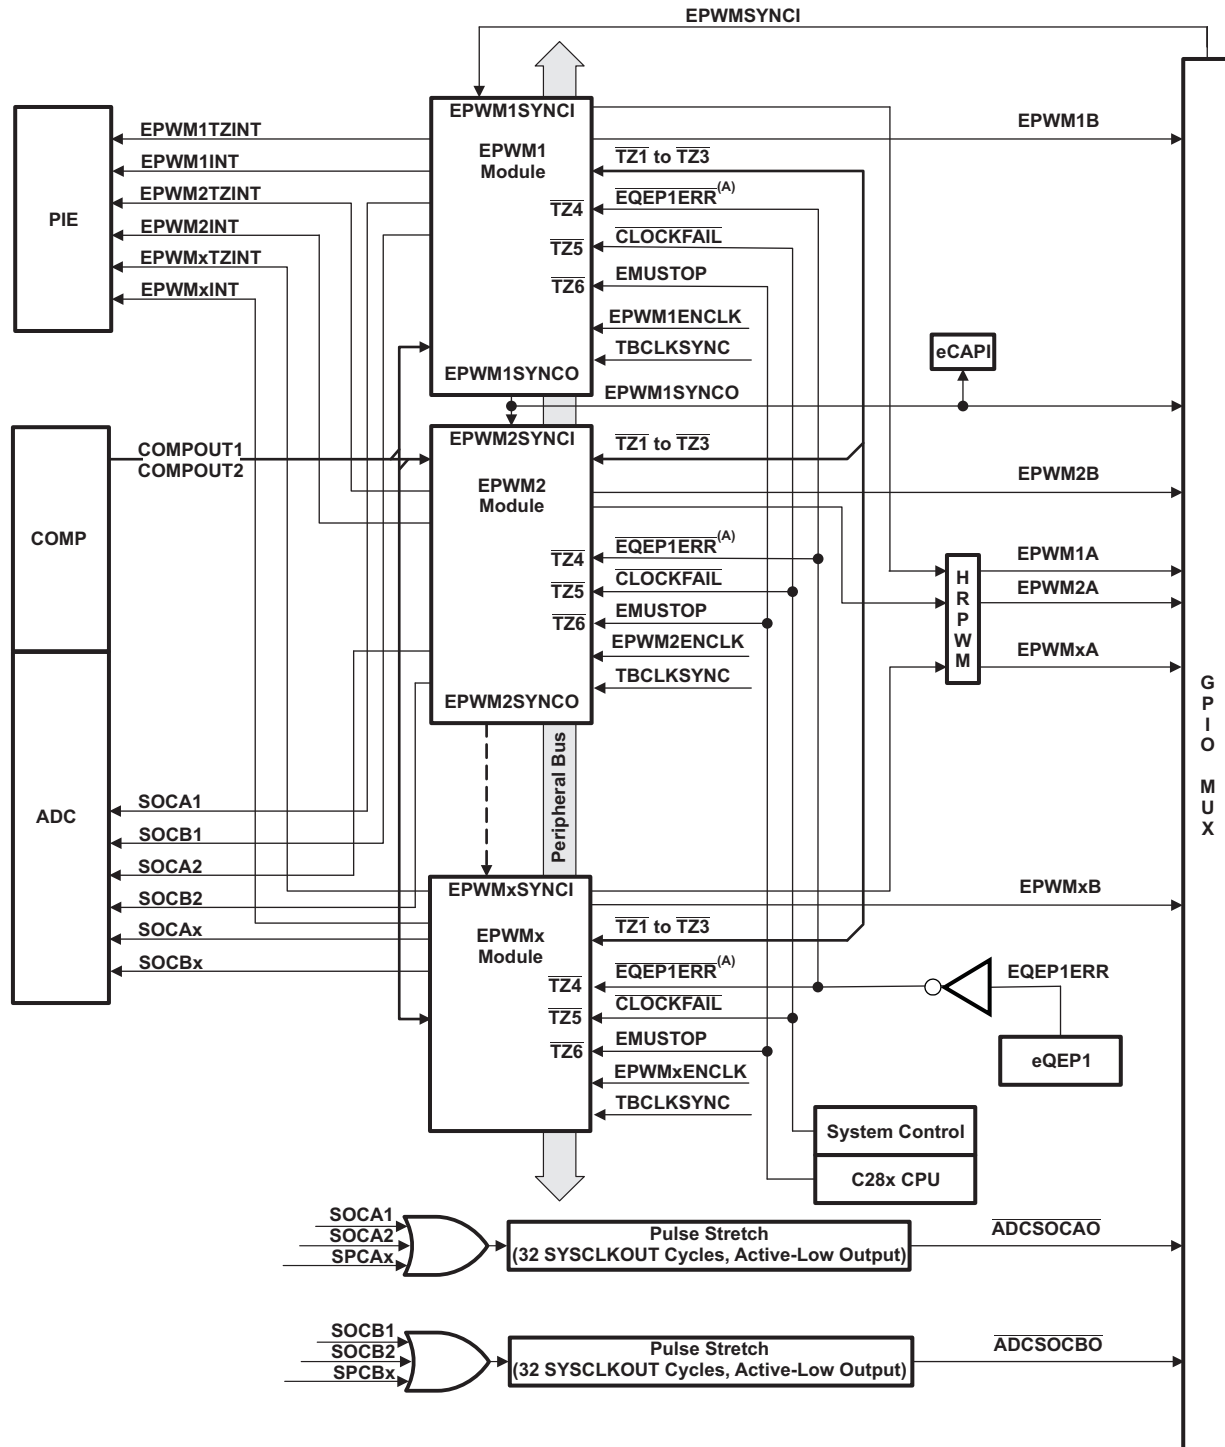 EPWMSYNCI
EPWM1SYNCI
EPWM1
Module
TZ4
TZ5
TZ6
EPWM1SYNCO
EPWM1TZINT
EPWM1INT
EPWM2TZINT
EPWM2INT
EPWMxTZINT
EPWMxINT
PIE
EPWM1B
TZ1 to TZ3
EQEP1ERR(A)
CLOCKFAIL
EMUSTOP
EPWM1ENCLK
TBCLKSYNC
eCAPI
EPWM1SYNCO
COMPOUT1
COMPOUT2
COMP
EPWM2SYNCI
EPWM2
Module
TZ4
TZ5
TZ6
EPWM2SYNCO
TZ1 to TZ3
EPWM2B
EQEP1ERR(A)
CLOCKFAIL
EMUSTOP
EPWM2ENCLK
TBCLKSYNC
HRPWM
EPWM1A
EPWM2A
EPWMxA
GPIO MUX
Peripheral Bus
ADC
SOCA1
SOCB1
SOCA2
SOCB2
SOCAx
SOCBx
EPWMxSYNCI
EPWMx
Module
TZ4
TZ5
TZ6
EPWMxB
TZ1 to TZ3
EQEP1ERR(A)
CLOCKFAIL
EMUSTOP
EPWMxENCLK
TBCLKSYNC
EQEP1ERR
eQEP1
System Control
C28x CPU
SOCA1
SOCA2
SPCAx
Pulse Stretch
(32 SYSCLKOUT Cycles, Active-Low Output)
ADCSOCAO
SOCB1
SOCB2
SPCBx
Pulse Stretch
(32 SYSCLKOUT Cycles, Active-Low Output)
ADCSOCBO